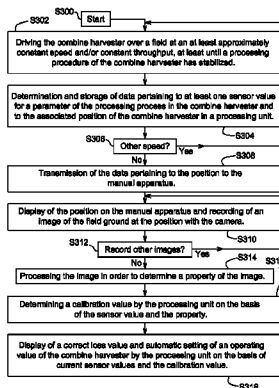 S300
Start
S302
Driving the combine harvester over a field at an at least approximately
constant speed and/or constant throughput, at least until a processing
procedure of the combine harvester has stabilized.
Determination and storage of data pertaining to at least one sensor value
for a parameter of the processing process in the combine harvester and
to the associated position of the combine harvester in a processing unit.
S304
S306
Other speed?
Yes
No
S308
Transmission of the data pertaining to the position to the
manual apparatus.
Display of the position on the manual apparatus and recording of an
image of the field ground at the position with the camera.
S310
S312
Record other images?
Yes
No
S314
Processing the image in order to determine a property of the image.
Determining a calibration value by the processing unit on the basis
of the sensor value and the property.
Display of a correct loss value and automatic setting of an operating
value of the combine harvester by the processing unit on the basis of
current sensor values and the calibration value.
S318